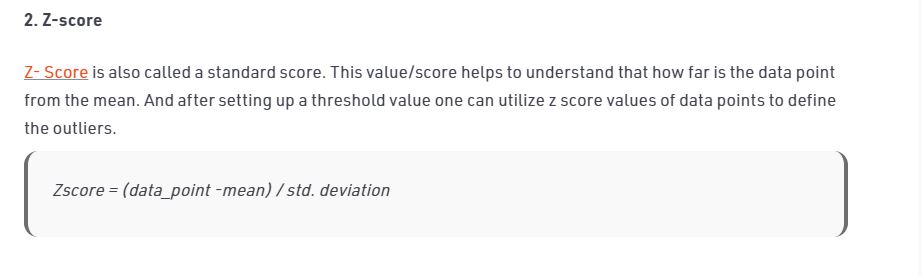 2. Z-score
Z- Score is also called a standard score. This value/score helps to understand that how far is the data point
from the mean. And after setting up a threshold value one can utilize z score values of data points to define
the outliers.
Zscore = (data_point -mean) / std. deviation